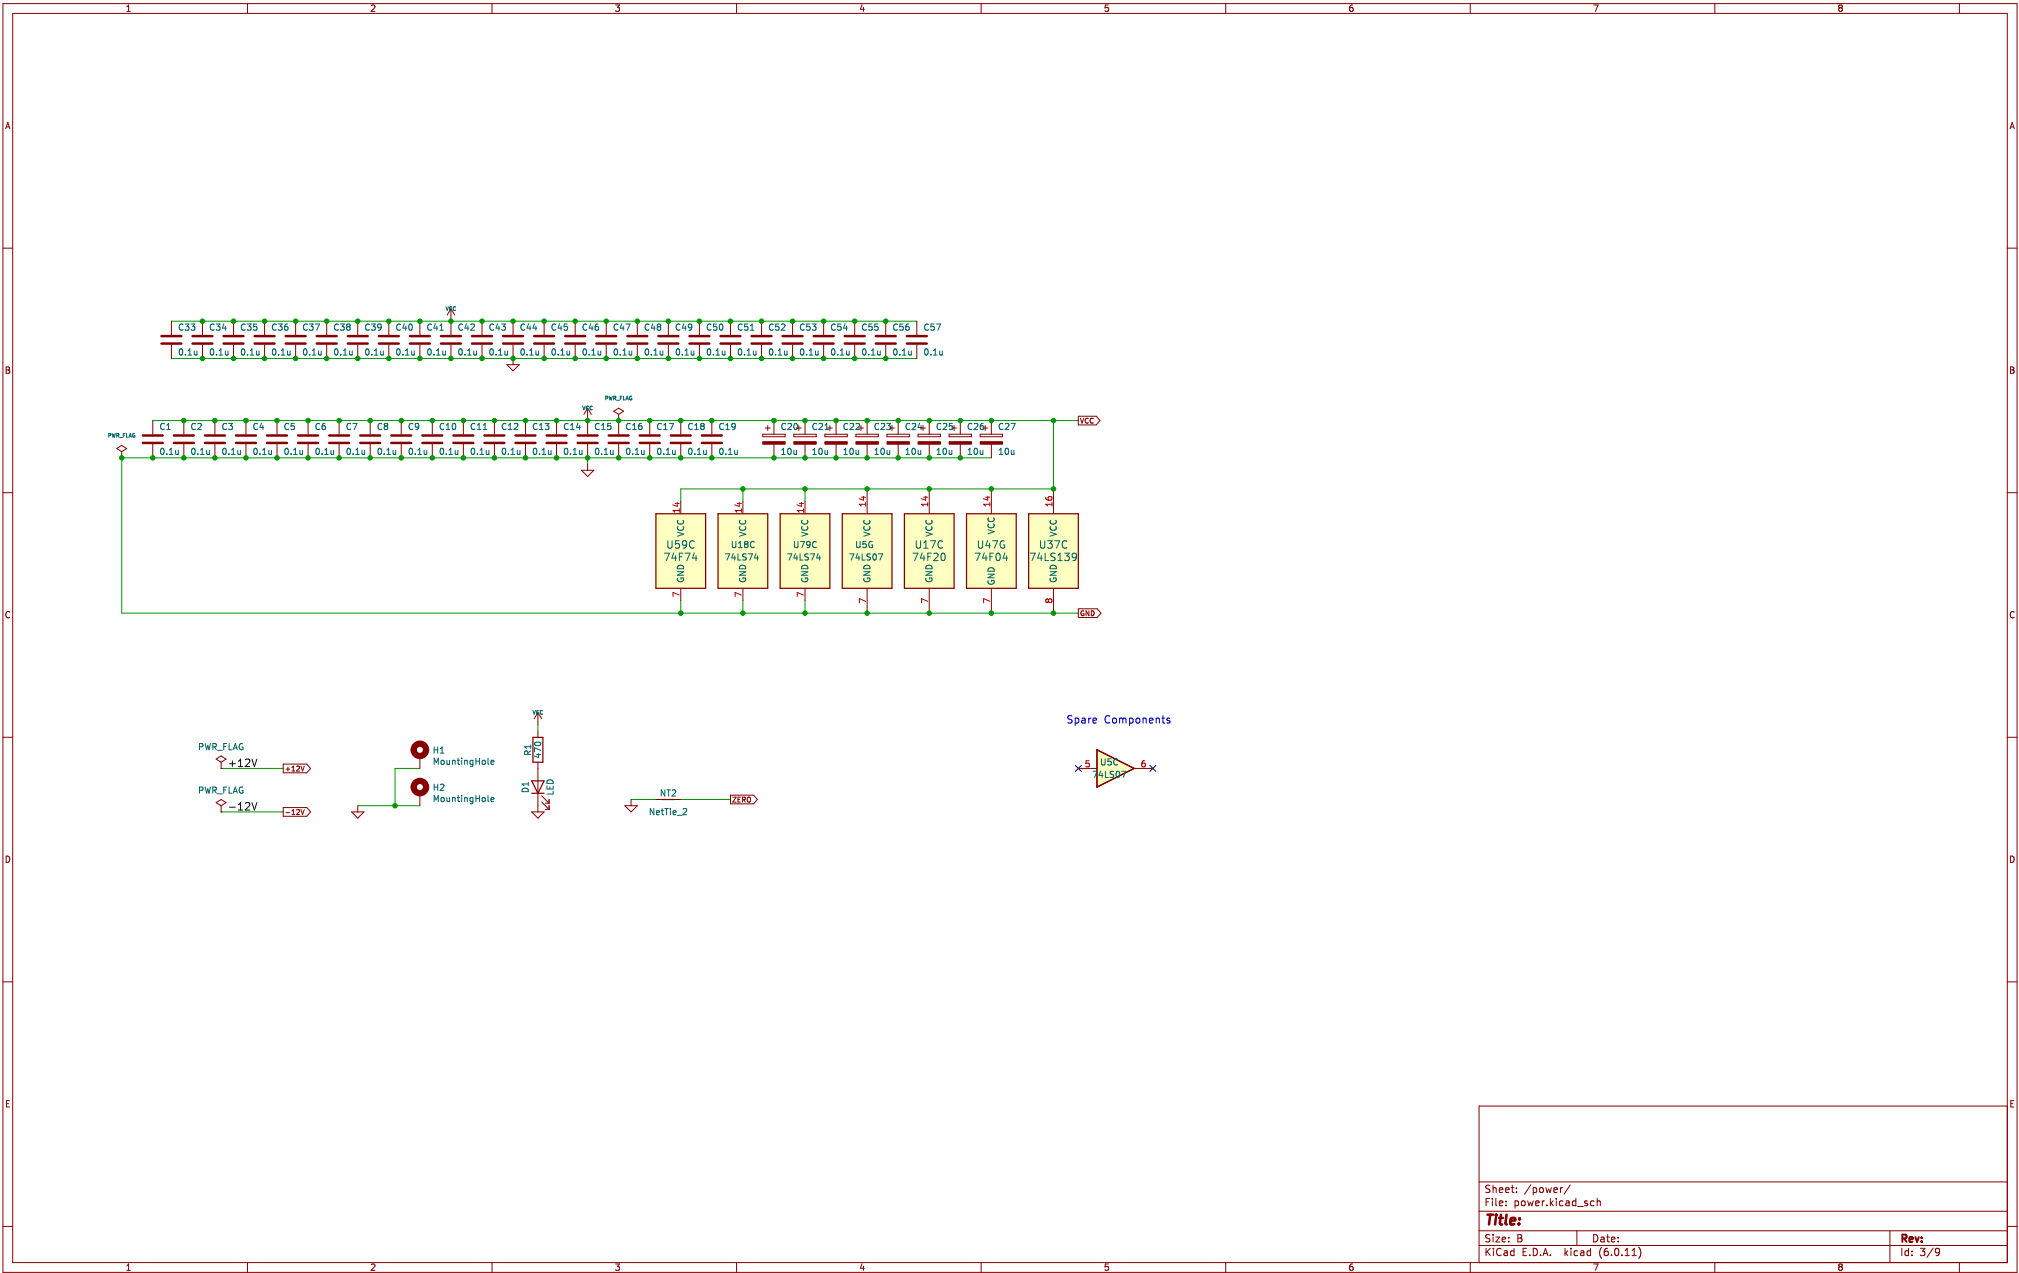 1 2 3 4 5 6 7 8
A A
VCC
C33 C34 C35 C36 C37 C38 C39 C40 C41 C42 C43 C44 C45 C46 C47 C48 C49 C50 C51 C52 C53 C54 C55 C56 C57
0.1u 0.1u 0.1u 0.1u 0.1u 0.1u 0.1u 0.1u 0.1u 0.1u 0.1u 0.1u 0.1u 0.1u 0.1u 0.1u 0.1u 0.1u 0.1u 0.1u 0.1u 0.1u 0.1u 0.1u 0.1u
B B
PWR_FLAG
VCC
VCC
PWR_FLAG
C1 C2 C3 C4 C5 C6 C7 C8 C9 C10 C11 C12 C13 C14 C15 C16 C17 C18 C19 C20 C21 C22 C23 C24 C25 C26 C27
+ + + + + + + +
0.1u 0.1u 0.1u 0.1u 0.1u 0.1u 0.1u 0.1u 0.1u 0.1u 0.1u 0.1u 0.1u 0.1u 0.1u 0.1u 0.1u 0.1u 0.1u 10u 10u 10u 10u 10u 10u 10u 10u
14 14 14 14 14 14 16
VCC VCC VCC VCC VCC VCC VCC
U59C U18C U79C U5G U17C U47G U37C
74F74 74LS74 74LS74 74LS07 74F20 74F04 74LS139
GND GND GND GND GND GND GND
7 7 7 7 7 7 8
GND
C C
PWR_FLAG
+12V
+12V
PWR_FLAG
-12V
-12V
H1
MountingHole
H2
MountingHole
VCC
R1
470
D1
LED
NT2
NetTie_2
ZERO
Spare Components
5 U5C 6
74LS07
D D
E E
Sheet: /power/
File: power.kicad_sch
Title:
Size: B Date: Rev:
KiCad E.D.A. kicad (6.0.11) Id: 3/9
1 2 3 4 5 6 7 8